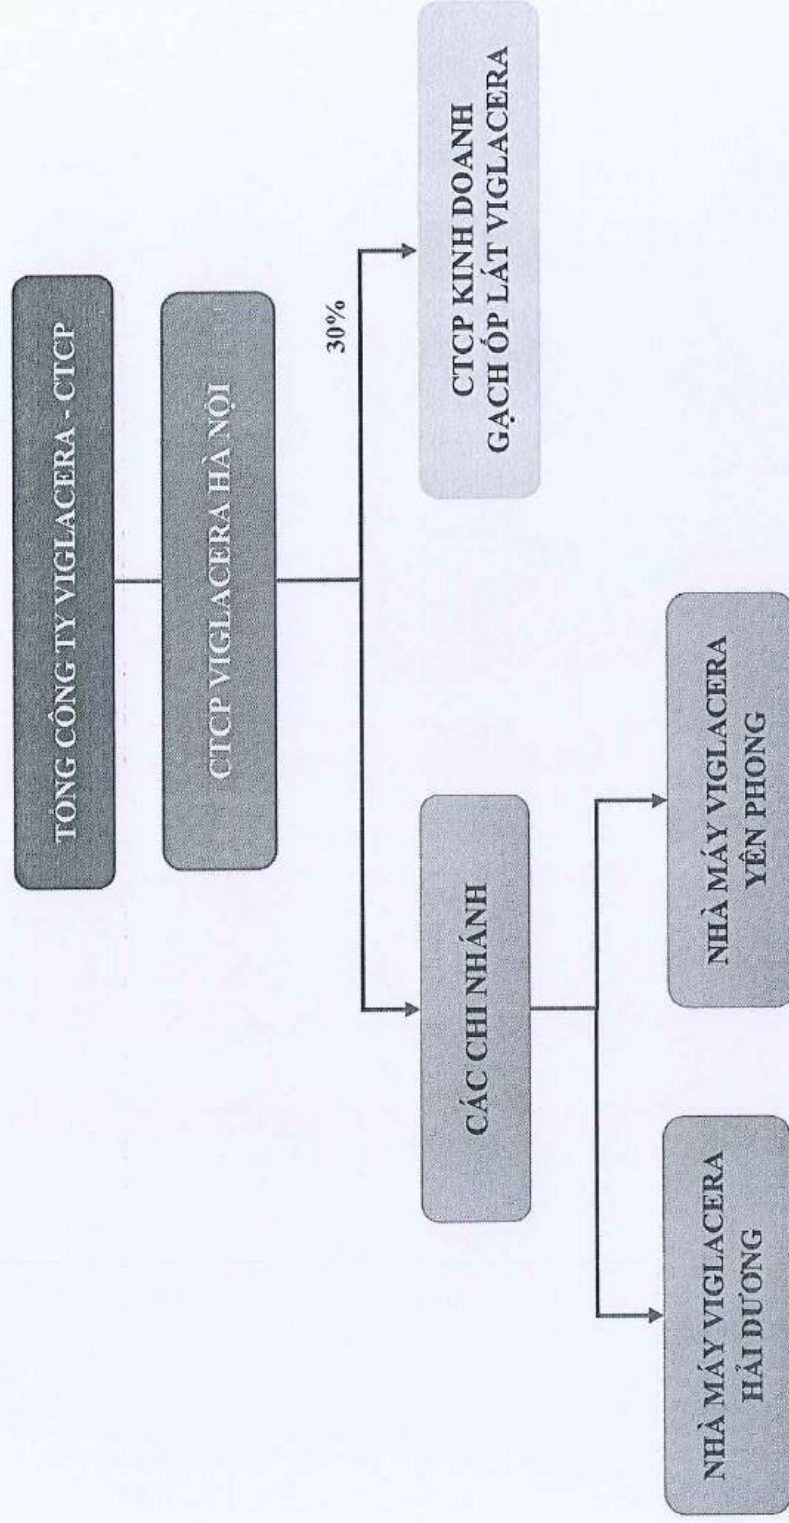 TỔNG CÔNG TY VIGLACERA - CTCP
CTCP VIGLACERA HÀ NỘI
30%
CÁC CHI NHÁNH
CTCP KINH DOANH
GẠCH ỐP LÁT VIGLACERA
NHÀ MÁY VIGLACERA
HẢI DƯƠNG
NHÀ MÁY VIGLACERA
YÊN PHONG